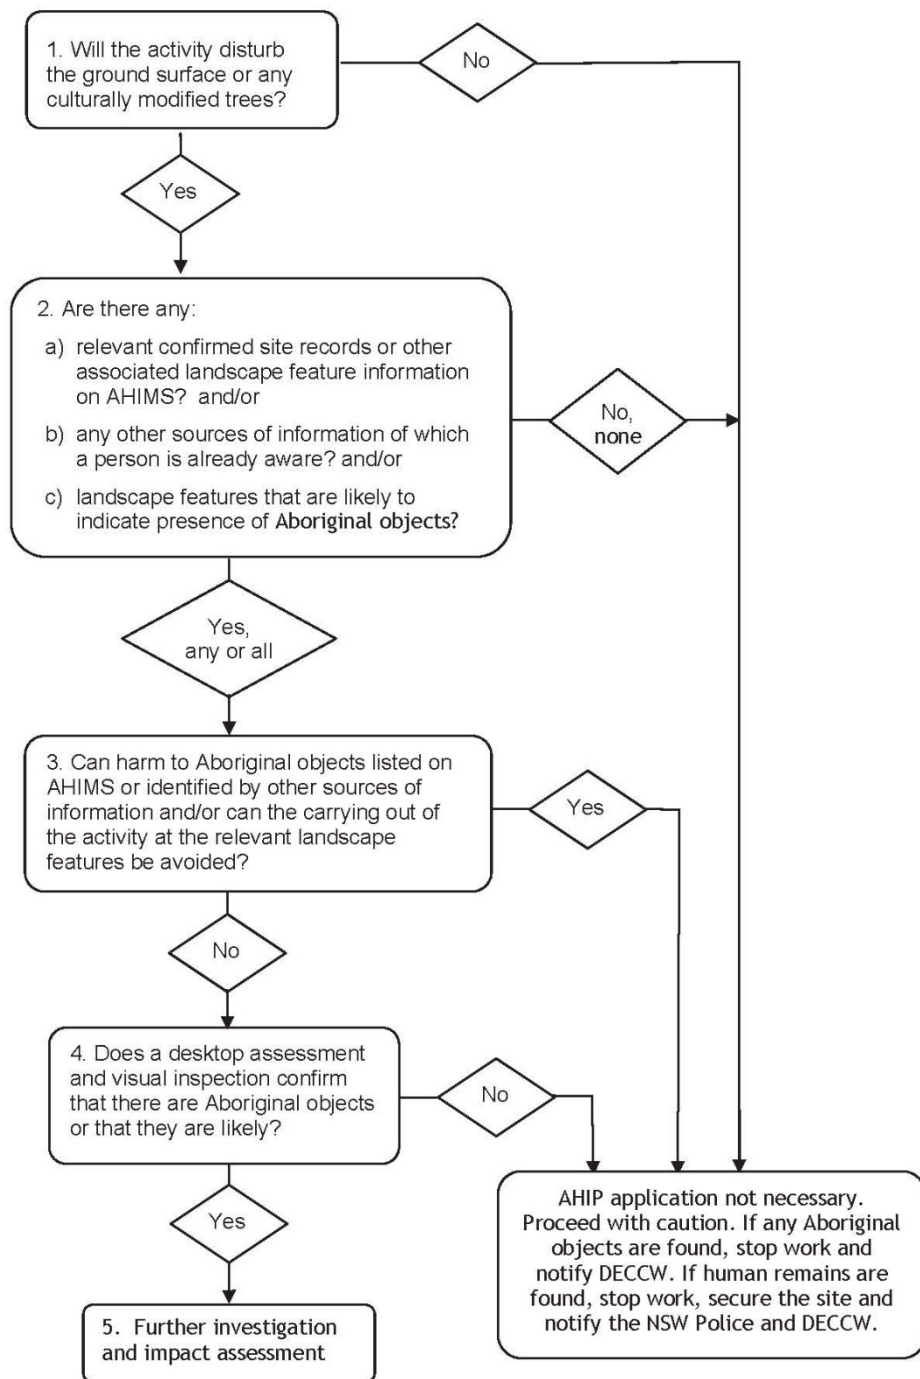 1. Will the activity disturb
the ground surface or any
culturally modified trees?
No
Yes
2. Are there any:
a) relevant confirmed site records or other
associated landscape feature information
on AHIMS? and/or
b) any other sources of information of which
a person is already aware? and/or
c) landscape features that are likely to
indicate presence of Aboriginal objects?
No,
none
Yes,
any or all
3. Can harm to Aboriginal objects listed on
AHIMS or identified by other sources of
information and/or can the carrying out of
the activity at the relevant landscape
features be avoided?
Yes
No
4. Does a desktop assessment
and visual inspection confirm
that there are Aboriginal objects
or that they are likely?
No
Yes
AHIP application not necessary.
Proceed with caution. If any Aboriginal
objects are found, stop work and
notify DECCW. If human remains are
found, stop work, secure the site and
notify the NSW Police and DECCW.
5. Further investigation
and impact assessment